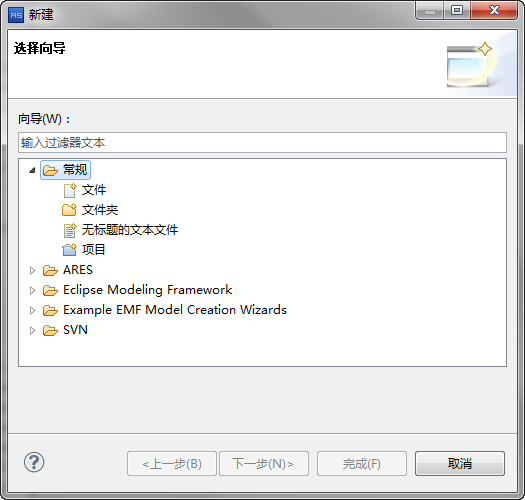 AS 新建
选择向导
向导(W)：
输入过滤器文本
常规
文件
文件夹
无标题的文本文件
项目
ARES
Eclipse Modeling Framework
Example EMF Model Creation Wizards
SVN
?
<上一步(B) 下一步(N)> 完成(F) 取消